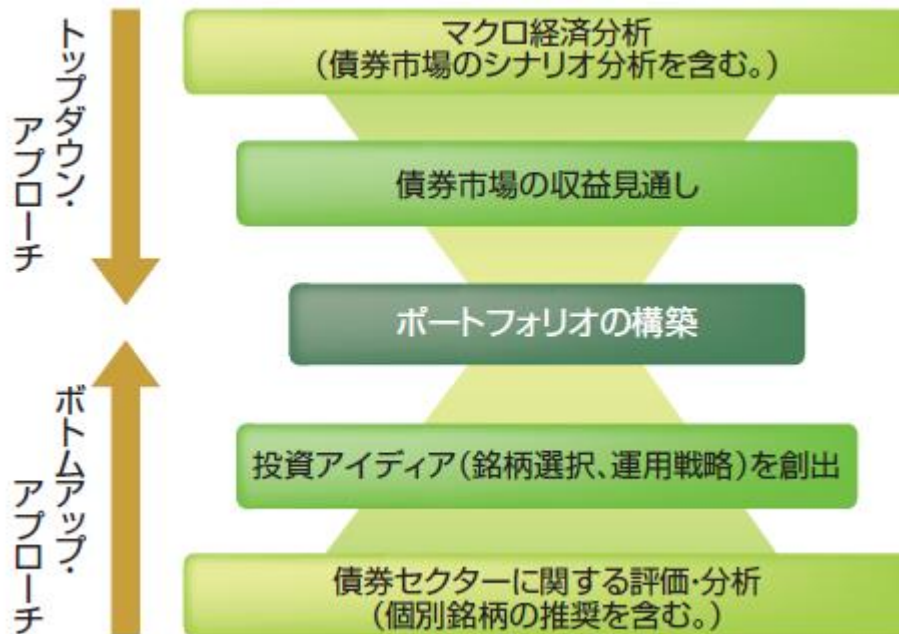 トップダウン・
アプローチ
マクロ経済分析
(債券市場のシナリオ分析を含む。)
債券市場の収益見通し
ポートフォリオの構築
ボトムアップ・
アプローチ
投資アイディア(銘柄選択、運用戦略)を創出
債券セクターに関する評価・分析
(個別銘柄の推奨を含む。)